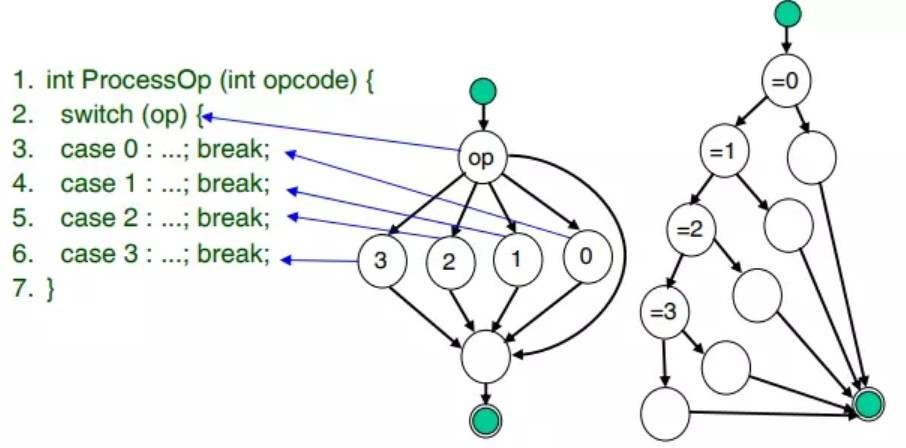 1. int ProcessOp (int opcode) {
2. switch (op) {
3. case 0 : ...; break;
4. case 1 : ...; break;
5. case 2 : ...; break;
6. case 3 : ...; break;
7. }
op
3 2 1 0
=0
=1
=2
=3